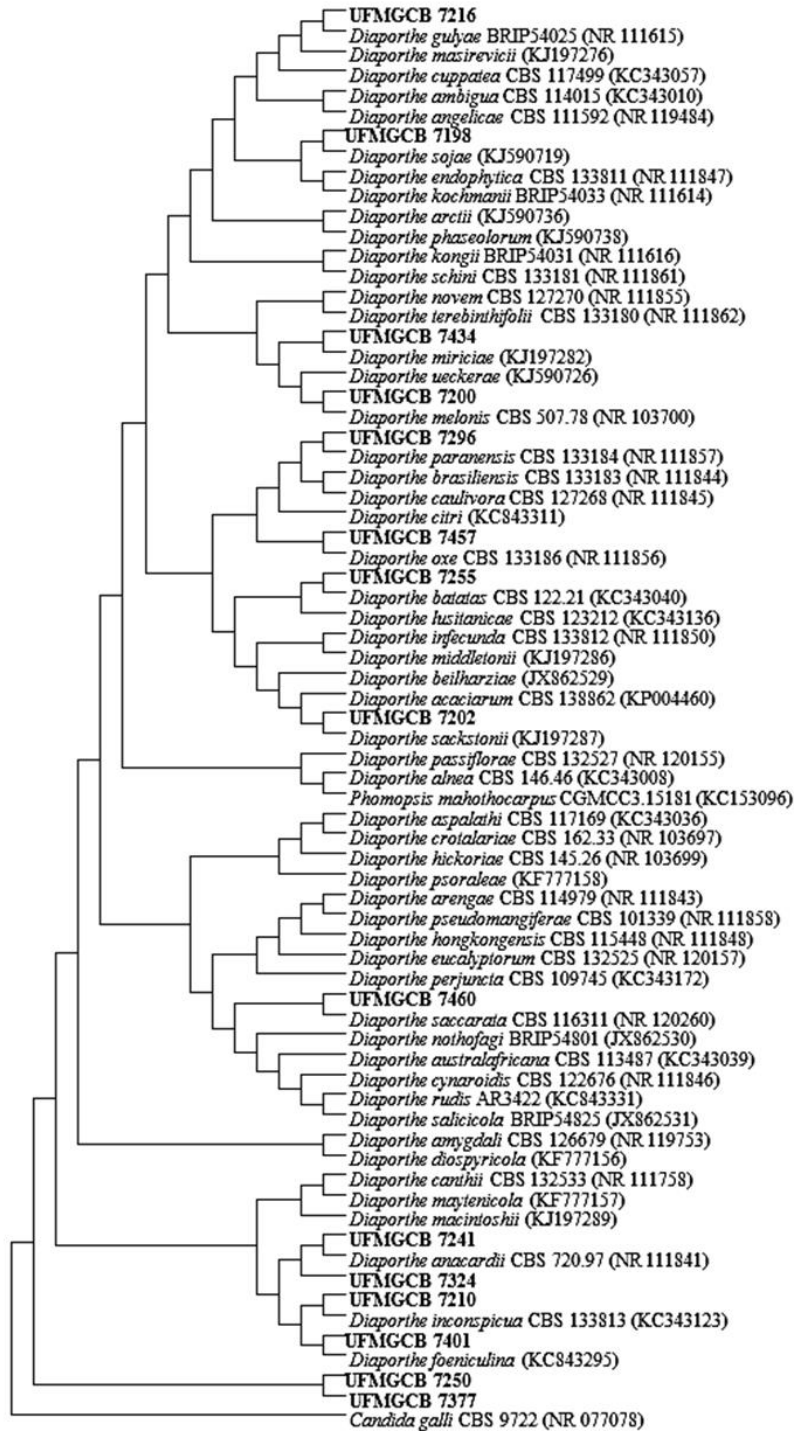 UFMGCB 7216
Diaporthe gulyae BRIP54025 (NR 111615)
Diaporthe masirevicii (KJ197276)
Diaporthe cuppatea CBS 117499 (KC343057)
Diaporthe ambigua CBS 114015 (KC343010)
Diaporthe angelicae CBS 111592 (NR 119484)
UFMGCB 7198
Diaporthe sojae (KJ590719)
Diaporthe endophytica CBS 133811 (NR 111847)
Diaporthe kochmanii BRIP54033 (NR 111614)
Diaporthe arctii (KJ590736)
Diaporthe phaseolorum (KJ590738)
Diaporthe kongii BRIP54031 (NR 111616)
Diaporthe schini CBS 133181 (NR 111861)
Diaporthe novem CBS 127270 (NR 111855)
Diaporthe terebinthifolii CBS 133180 (NR 111862)
UFMGCB 7434
Diaporthe miriciae (KJ197282)
Diaporthe ueckerae (KJ590726)
UFMGCB 7200
Diaporthe melonis CBS 507.78 (NR 103700)
UFMGCB 7296
Diaporthe paranensis CBS 133184 (NR 111857)
Diaporthe brasiliensis CBS 133183 (NR 111844)
Diaporthe caulivora CBS 127268 (NR 111845)
Diaporthe citri (KC843311)
UFMGCB 7457
Diaporthe oxe CBS 133186 (NR 111856)
UFMGCB 7255
Diaporthe batatas CBS 122.21 (KC343040)
Diaporthe lusitanicae CBS 123212 (KC343136)
Diaporthe infecunda CBS 133812 (NR 111850)
Diaporthe middletonii (KJ197286)
Diaporthe beilharziae (JX862529)
Diaporthe acaciarum CBS 138862 (KP004460)
UFMGCB 7202
Diaporthe sackstonii (KJ197287)
Diaporthe passiflorae CBS 132527 (NR 120155)
Diaporthe alnea CBS 146.46 (KC343008)
Phomopsis mahothocarpus CGMCC3.15181 (KC153096)
Diaporthe aspalathi CBS 117169 (KC343036)
Diaporthe crotalariae CBS 162.33 (NR 103697)
Diaporthe hickoriae CBS 145.26 (NR 103699)
Diaporthe psoraleae (KF777158)
Diaporthe arengae CBS 114979 (NR 111843)
Diaporthe pseudomangiferae CBS 101339 (NR 111858)
Diaporthe hongkongensis CBS 115448 (NR 111848)
Diaporthe eucalyptorum CBS 132525 (NR 120157)
Diaporthe perjuncta CBS 109745 (KC343172)
UFMGCB 7460
Diaporthe saccarata CBS 116311 (NR 120260)
Diaporthe nothofagi BRIP54801 (JX862530)
Diaporthe australafricana CBS 113487 (KC343039)
Diaporthe cynaroidis CBS 122676 (NR 111846)
Diaporthe rudis AR3422 (KC843331)
Diaporthe salicicola BRIP54825 (JX862531)
Diaporthe amygdali CBS 126679 (NR 119753)
Diaporthe diospyricola (KF777156)
Diaporthe canthii CBS 132533 (NR 111758)
Diaporthe maytenicola (KF777157)
Diaporthe macintoshii (KJ197289)
UFMGCB 7241
Diaporthe anacardii CBS 720.97 (NR 111841)
UFMGCB 7324
UFMGCB 7210
Diaporthe inconspicua CBS 133813 (KC343123)
UFMGCB 7401
Diaporthe foeniculina (KC843295)
UFMGCB 7250
UFMGCB 7377
Candida galli CBS 9722 (NR 077078)